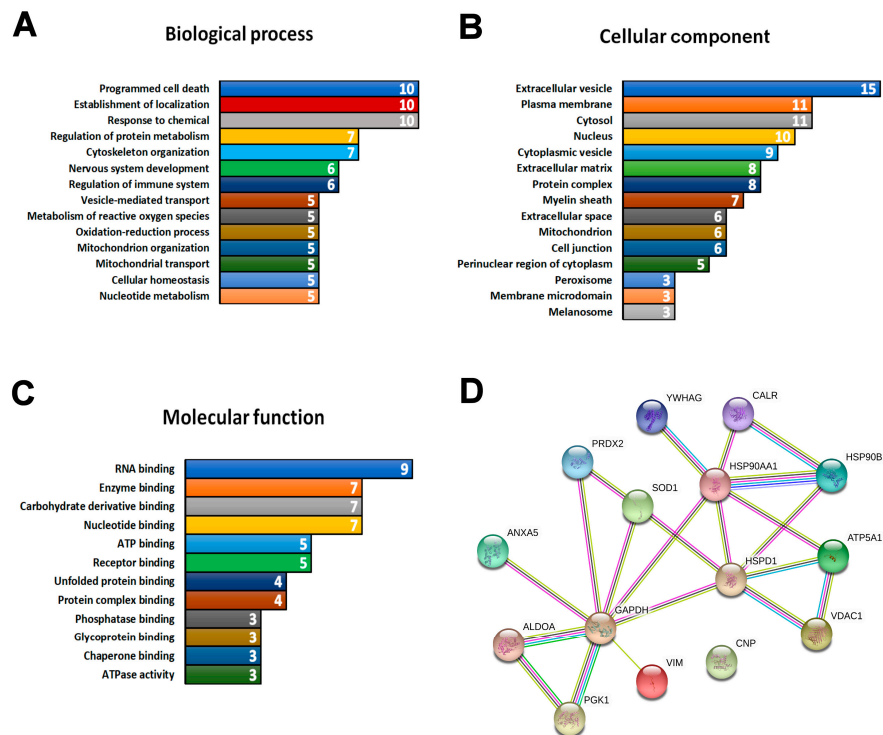 A
Biological process
Programmed cell death 10
Establishment of localization 10
Response to chemical 10
Regulation of protein metabolism 7
Cytoskeleton organization 7
Nervous system development 6
Regulation of immune system 6
Vesicle-mediated transport 5
Metabolism of reactive oxygen species 5
Oxidation-reduction process 5
Mitochondrion organization 5
Mitochondrial transport 5
Cellular homeostasis 5
Nucleotide metabolism 5
B
Cellular component
Extracellular vesicle 15
Plasma membrane 11
Cytosol 11
Nucleus 10
Cytoplasmic vesicle 9
Extracellular matrix 8
Protein complex 8
Myelin sheath 7
Extracellular space 6
Mitochondrion 6
Cell junction 6
Perinuclear region of cytoplasm 5
Peroxisome 3
Membrane microdomain 3
Melanosome 3
C
Molecular function
RNA binding 9
Enzyme binding 7
Carbohydrate derivative binding 7
Nucleotide binding 7
ATP binding 5
Receptor binding 5
Unfolded protein binding 4
Protein complex binding 4
Phosphatase binding 3
Glycoprotein binding 3
Chaperone binding 3
ATPase activity 3
D
YWHAG
CALR
PRDX2
HSP90B
HSP90AA1
SOD1
ANXA5
ATP5A1
HSPD1
GAPDH
VDAC1
ALDOA
CNP
VIM
PGK1